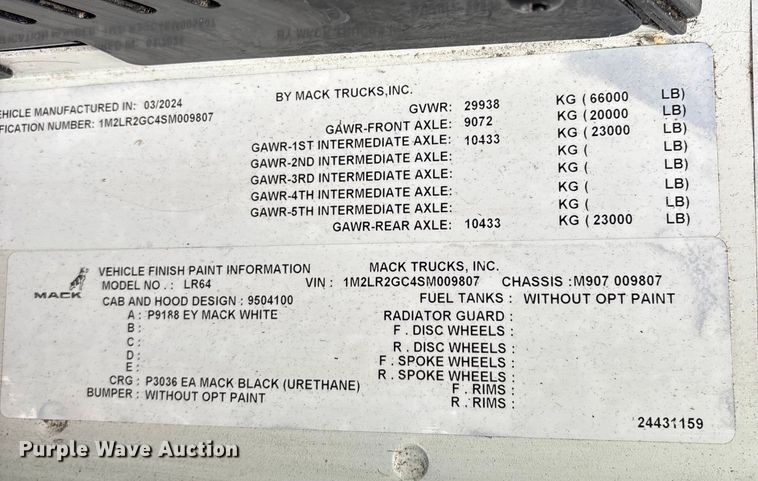 EHICLE MANUFACTURED IN: 03/2024 BY MACK TRUCKS,INC.
IFICATION NUMBER: 1M2LR2GC4SM009807
GVWR: 29938 KG ( 66000 LB)
GAWR-FRONT AXLE: 9072 KG ( 20000 LB)
GAWR-1ST INTERMEDIATE AXLE: 10433 KG ( 23000 LB)
GAWR-2ND INTERMEDIATE AXLE: KG ( LB)
GAWR-3RD INTERMEDIATE AXLE: KG ( LB)
GAWR-4TH INTERMEDIATE AXLE: KG ( LB)
GAWR-5TH INTERMEDIATE AXLE: KG ( LB)
GAWR-REAR AXLE: 10433 KG ( 23000 LB)
MACK
VEHICLE FINISH PAINT INFORMATION MACK TRUCKS, INC.
MODEL NO . : LR64 VIN : 1M2LR2GC4SM009807 CHASSIS : M907 009807
CAB AND HOOD DESIGN : 9504100 FUEL TANKS : WITHOUT OPT PAINT
A : P9188 EY MACK WHITE RADIATOR GUARD :
B : F . DISC WHEELS :
C : R . DISC WHEELS :
D : F . SPOKE WHEELS :
E : R . SPOKE WHEELS :
CRG : P3036 EA MACK BLACK (URETHANE) F . RIMS :
BUMPER : WITHOUT OPT PAINT R . RIMS :
24431159
Purple Wave Auction